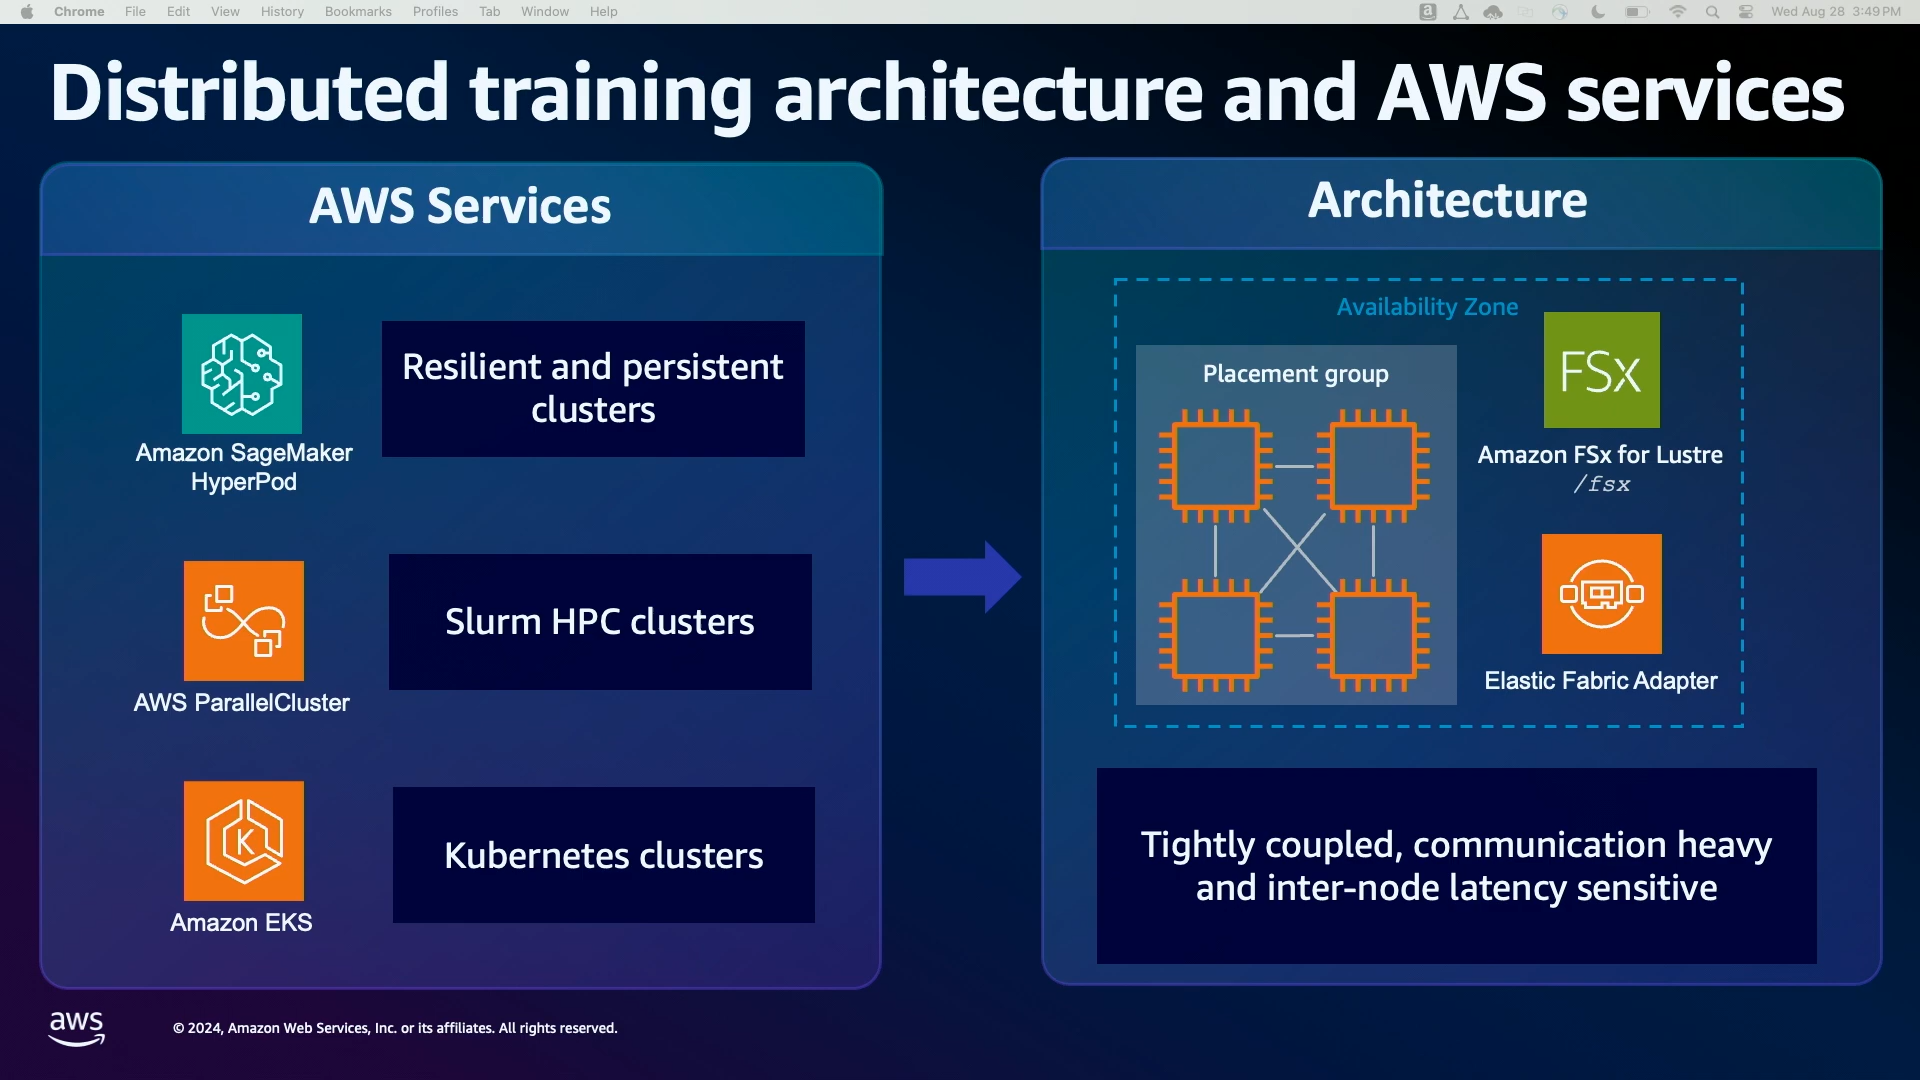 Chrome File Edit View History Bookmarks Profiles Tab Window Help Wed Aug 28 3:49 PM
Distributed training architecture and AWS services
AWS Services
Amazon SageMaker
HyperPod
Resilient and persistent
clusters
AWS ParallelCluster
Slurm HPC clusters
Amazon EKS
Kubernetes clusters
Architecture
Availability Zone
Placement group
FSx
Amazon FSx for Lustre
/fsx
Elastic Fabric Adapter
Tightly coupled, communication heavy
and inter-node latency sensitive
aws
© 2024, Amazon Web Services, Inc. or its affiliates. All rights reserved.